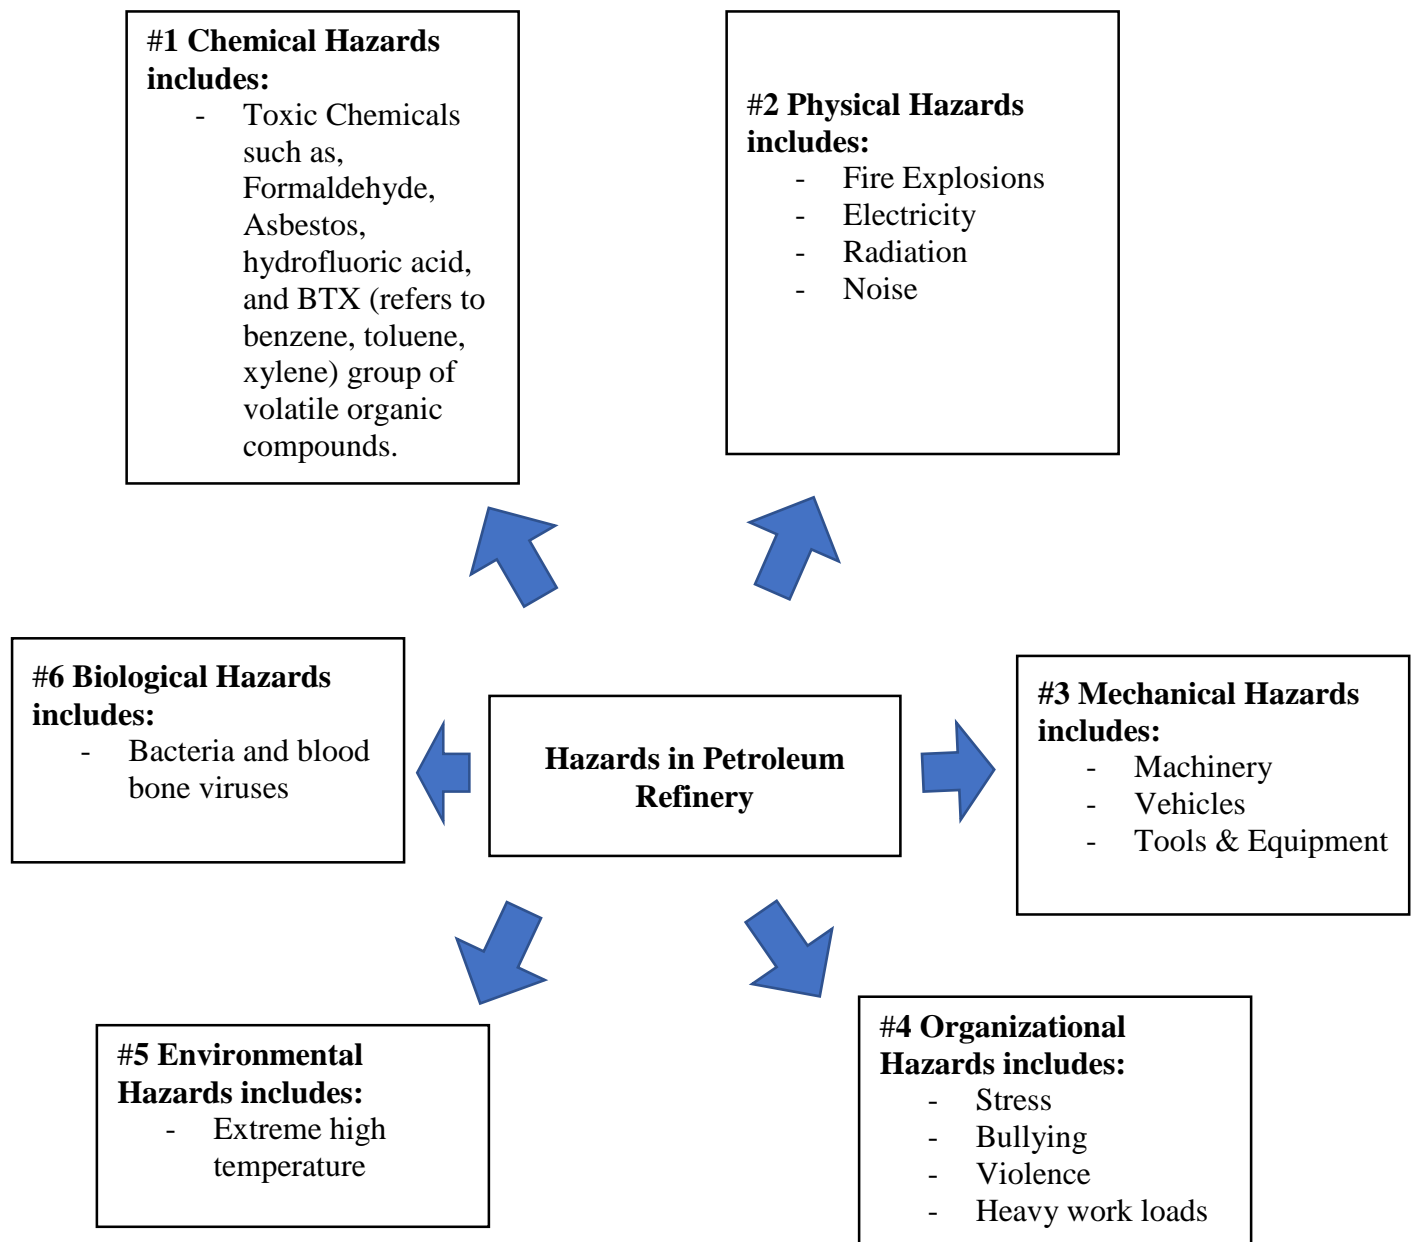 #1 Chemical Hazards
includes:
- Toxic Chemicals
such as,
Formaldehyde,
Asbestos,
hydrofluoric acid,
and BTX (refers to
benzene, toluene,
xylene) group of
volatile organic
compounds.
#2 Physical Hazards
includes:
- Fire Explosions
- Electricity
- Radiation
- Noise
#6 Biological Hazards
includes:
- Bacteria and blood
bone viruses
Hazards in Petroleum
Refinery
#3 Mechanical Hazards
includes:
- Machinery
- Vehicles
- Tools & Equipment
#5 Environmental
Hazards includes:
- Extreme high
temperature
#4 Organizational
Hazards includes:
- Stress
- Bullying
- Violence
- Heavy work loads